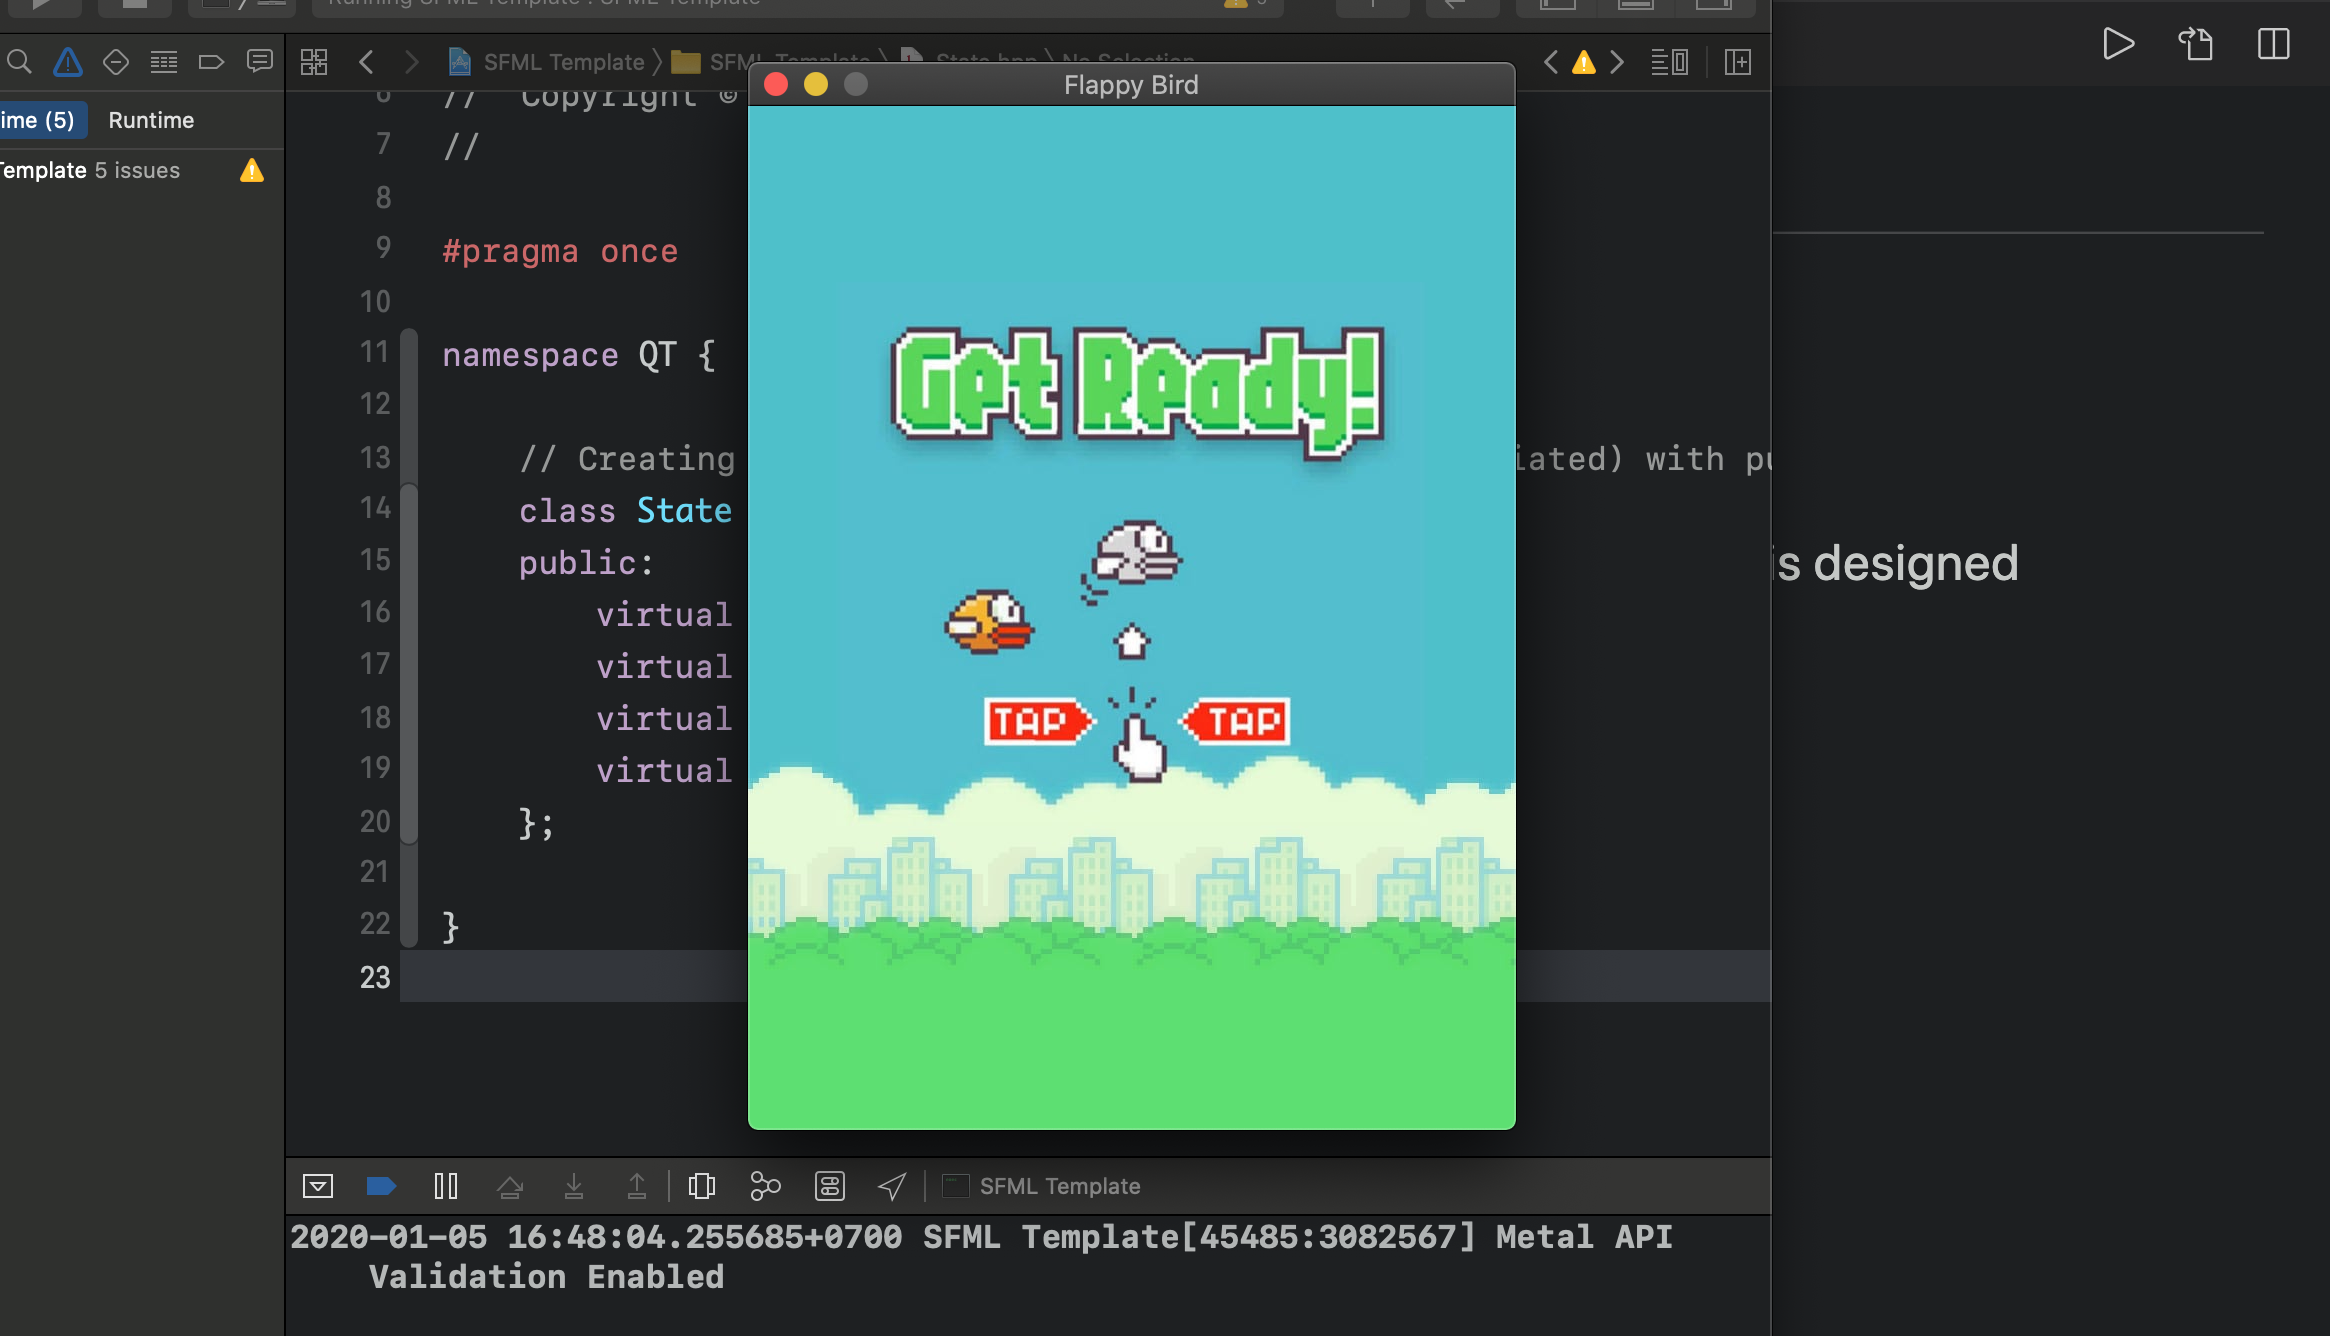 Running SFML Template : SFML Template
SFML Template
SFML Template
State.hpp
No Selection
ime (5)
Runtime
Template 5 issues
6 // Copyright ©
7 //
8
9 #pragma once
10
11 namespace QT {
12
13 // Creating
iated) with pu
14 class State
15 public:
16 virtual
17 virtual
18 virtual
19 virtual
20 };
21
22 }
23
Flappy Bird
Get Ready!
TAP
TAP
is designed
SFML Template
2020-01-05 16:48:04.255685+0700 SFML Template[45485:3082567] Metal API
Validation Enabled